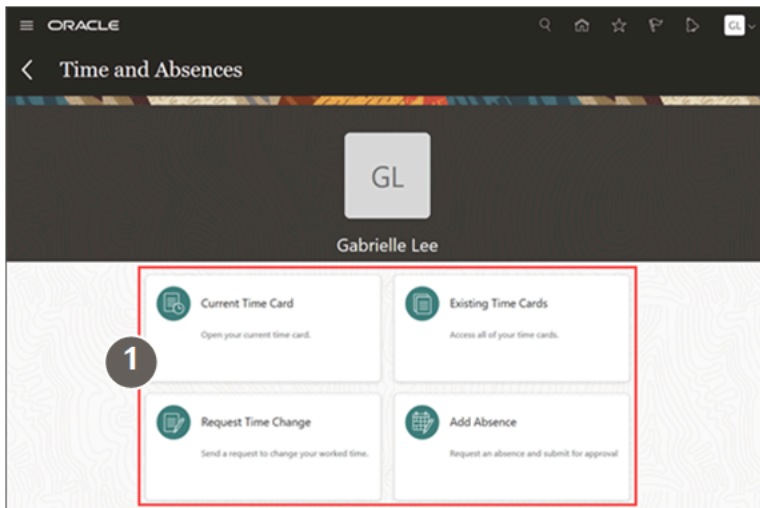 ORACLE
GL
Time and Absences
GL
Gabrielle Lee
Current Time Card
Open your current time card.
Existing Time Cards
Access all of your time cards.
1
Request Time Change
Send a request to change your worked time.
Add Absence
Request an absence and submit for approval